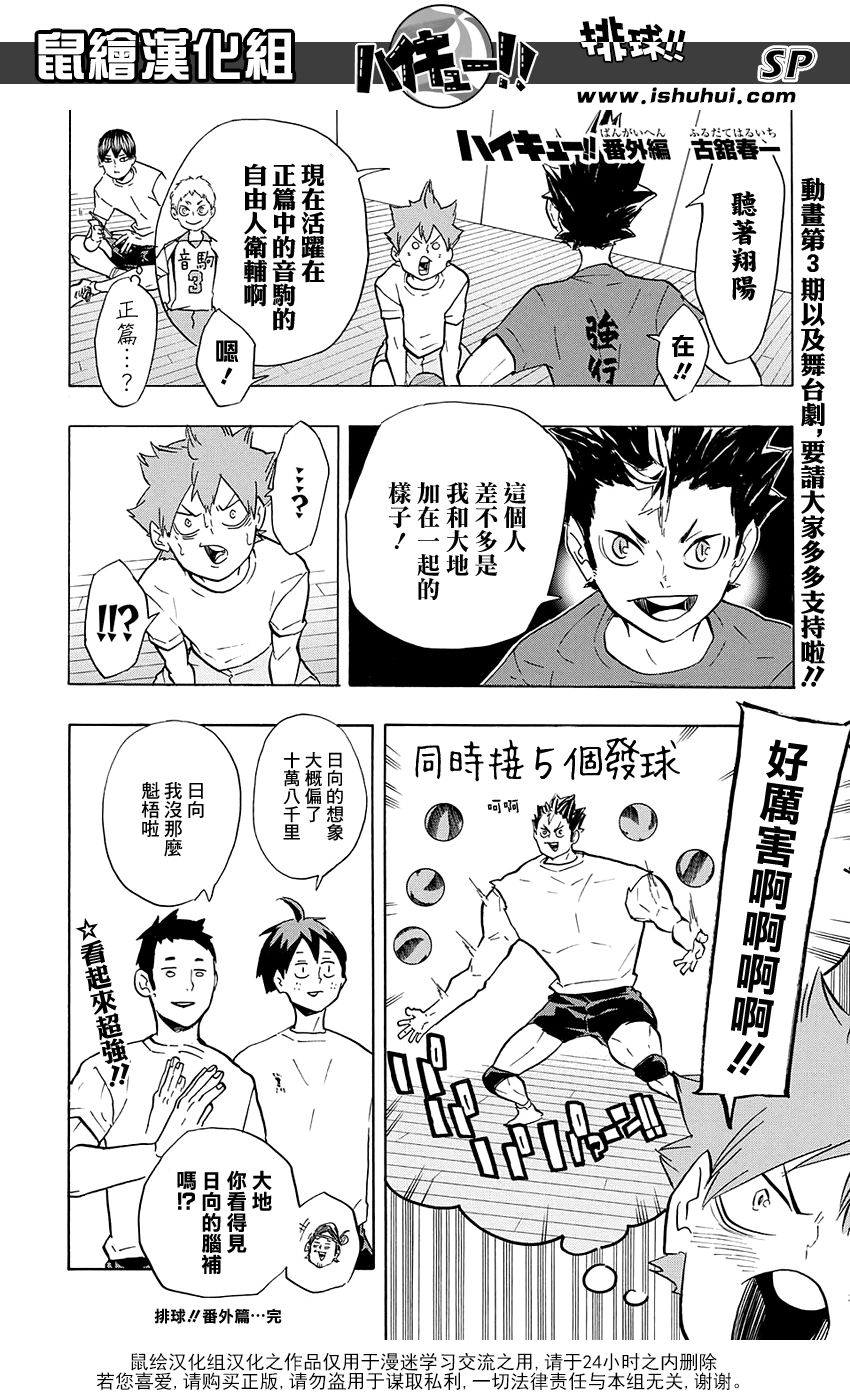 鼠繪漢化組
ハイキュー!!
排球!!
SP
www.ishuhui.com
ハイキュー!! 番外編 古舘春一
ばんがいへん ふるだてはるいち
動畫第3期以及舞台劇，要請大家多多支持啦!!
聽著翔陽
在!!
強行
現在活躍在
正篇中的音駒的
自由人衛輔啊
音駒
3
嗯!
正篇…?
這個人
差不多是
我和大地
加在一起的
樣子!
…?
!!?
好厲害啊啊啊啊!!
同時接5個發球
呵啊
パンパンパンパァーン!!
日向的想象
大概偏了
十萬八千里
日向
我沒那麼
魁梧啦
☆看起來超強!!
大地
你看得見
日向的腦補
嗎!?
排球!!番外篇…完
鼠绘汉化组汉化之作品仅用于漫迷学习交流之用, 请于24小时之内删除
若您喜爱, 请购买正版, 请勿用于谋取私利, 一切法律责任与本组无关, 谢谢。